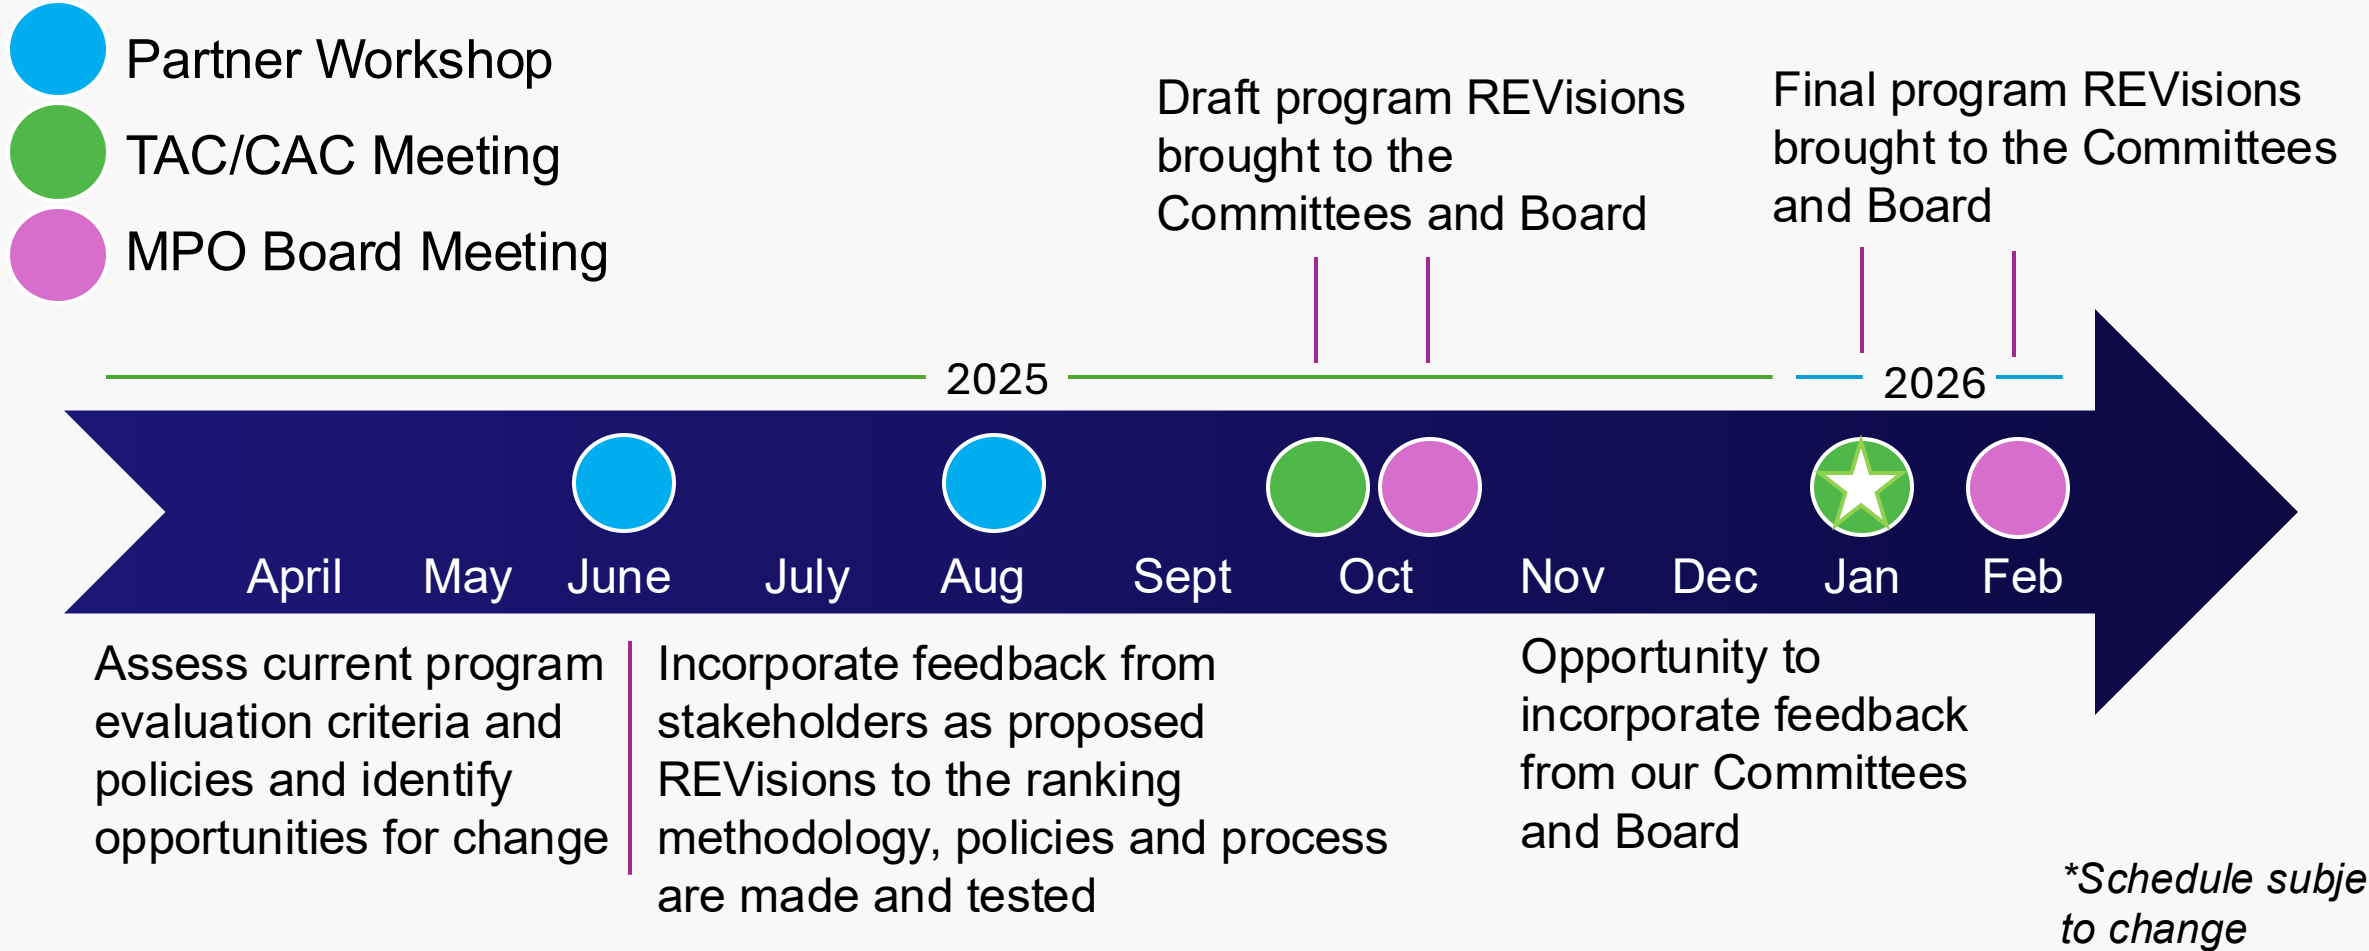 Partner Workshop
TAC/CAC Meeting
MPO Board Meeting
Draft program REVisions
brought to the
Committees and Board
Final program REVisions
brought to the Committees
and Board
2025
2026
April May June July Aug Sept Oct Nov Dec Jan Feb
Assess current program
evaluation criteria and
policies and identify
opportunities for change
Incorporate feedback from
stakeholders as proposed
REVisions to the ranking
methodology, policies and process
are made and tested
Opportunity to
incorporate feedback
from our Committees
and Board
*Schedule subje
to change